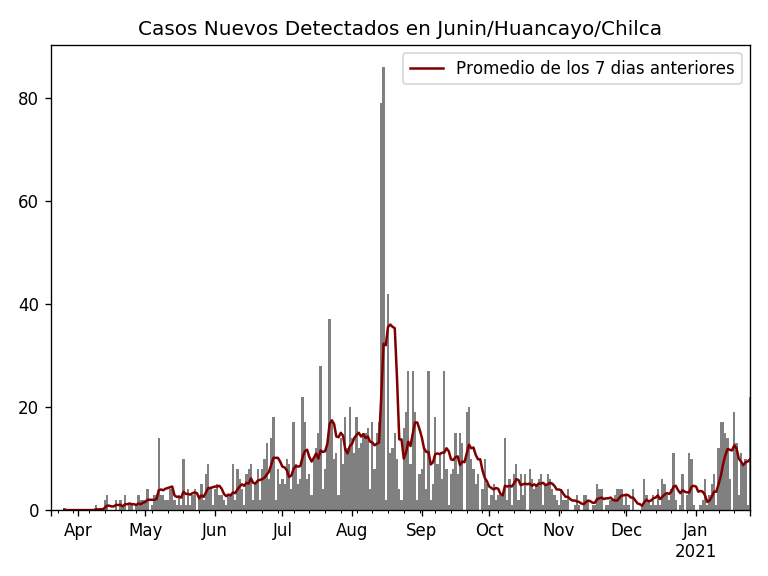 Casos Nuevos Detectados en Junin/Huancayo/Chilca
Promedio de los 7 dias anteriores
80
60
40
20
0
Apr May Jun Jul Aug Sep Oct Nov Dec Jan
2021